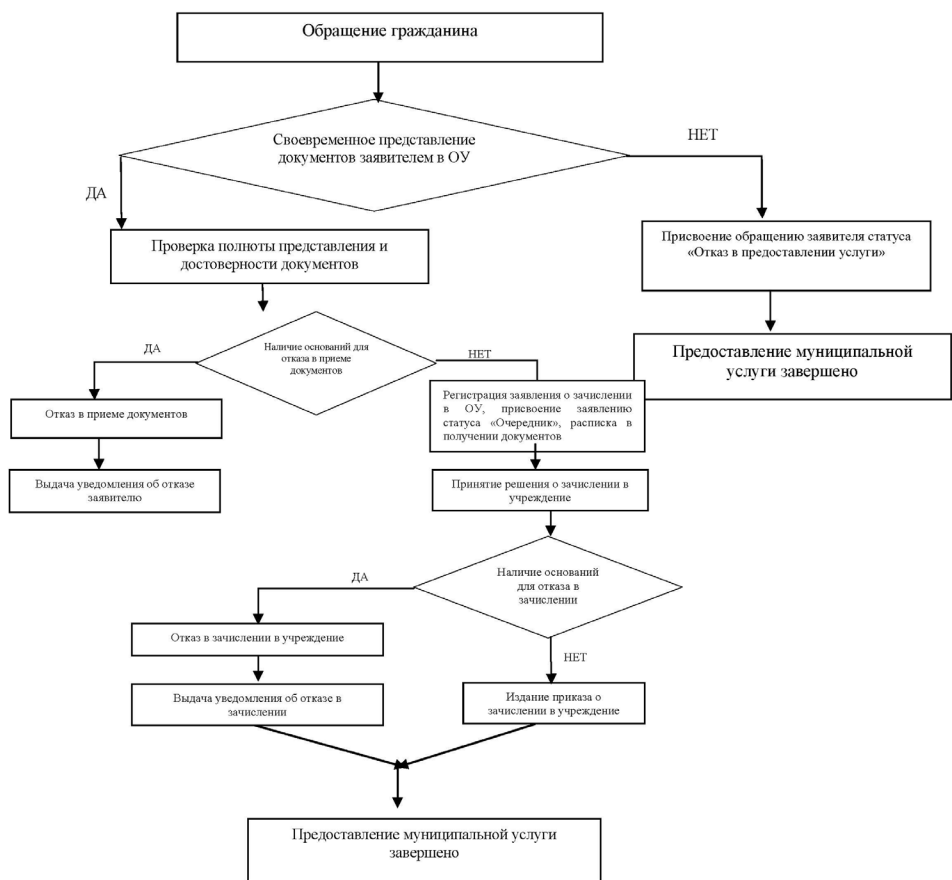 Обращение гражданина
Своевременное представление
документов заявителем в ОУ
НЕТ
ДА
Проверка полноты представления и
достоверности документов
Присвоение обращению заявителя статуса
«Отказ в предоставлении услуги»
Предоставление муниципальной
услуги завершено
Наличие оснований для
отказа в приеме
документов
ДА
НЕТ
Отказ в приеме документов
Выдача уведомления об отказе
заявителю
Регистрация заявления о зачислении
в ОУ, присвоение заявлению
статуса «Очередник», расписка в
получении документов
Принятие решения о зачислении в
учреждение
Наличие оснований
для отказа в
зачислении
ДА
Отказ в зачислении в учреждение
НЕТ
Выдача уведомления об отказе в
зачислении
Издание приказа о
зачислении в учреждение
Предоставление муниципальной услуги
завершено